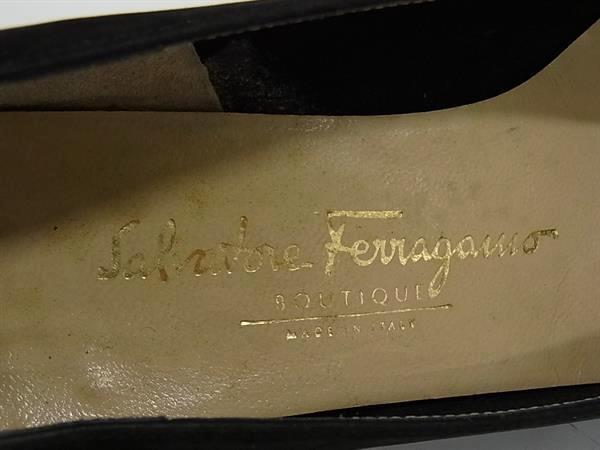 Salvatore Ferragamo
BOUTIQUE
MADE IN ITALY